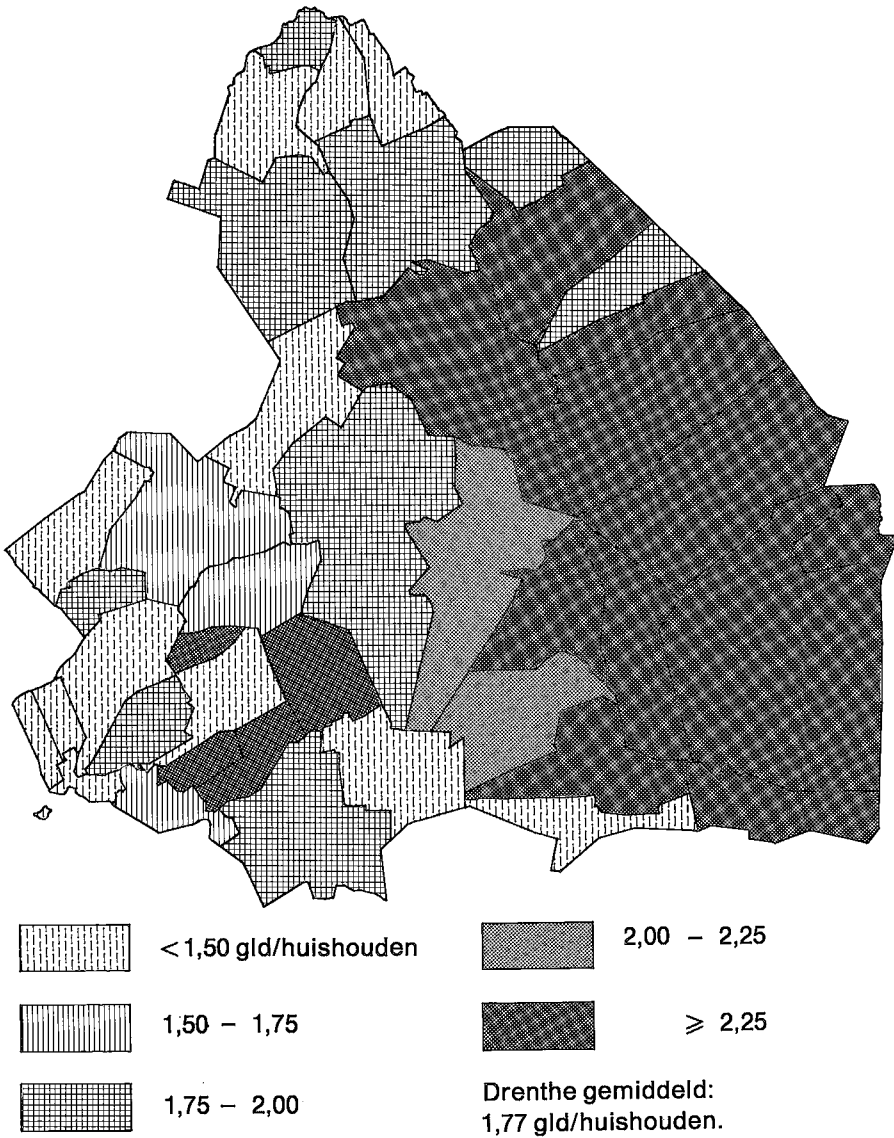 < 1,50 gld/huishouden
1,50 – 1,75
1,75 – 2,00
2,00 – 2,25
⩾ 2,25
Drenthe gemiddeld:
1,77 gld/huishouden.